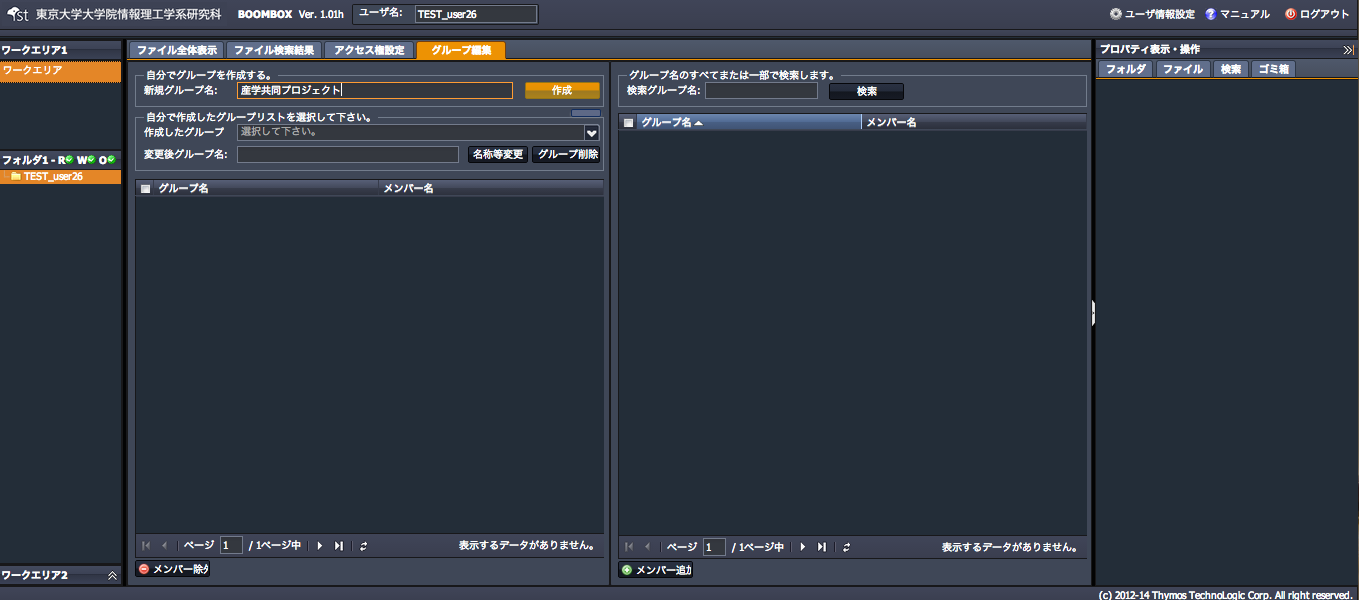 ist 東京大学大学院情報理工学系研究科 BOOMBOX Ver. 1.01h ユーザ名: TEST_user26 ユーザ情報設定 マニュアル ログアウト
ワークエリア1
ワークエリア
フォルダ1 - R W O
TEST_user26
ワークエリア2
ファイル全体表示 ファイル検索結果 アクセス権設定 グループ編集
自分でグループを作成する。
新規グループ名: 産学共同プロジェクト 作成
自分で作成したグループリストを選択して下さい。
作成したグループ 選択して下さい。
変更後グループ名: 名称等変更 グループ削除
グループ名 メンバー名
ページ 1 / 1ページ中 表示するデータがありません。
メンバー除外
グループ名のすべてまたは一部で検索します。
検索グループ名: 検索
グループ名 メンバー名
ページ 1 / 1ページ中 表示するデータがありません。
メンバー追加
プロパティ表示・操作
フォルダ ファイル 検索 ゴミ箱
(c) 2012-14 Thymos TechnoLogic Corp. All right reserved.